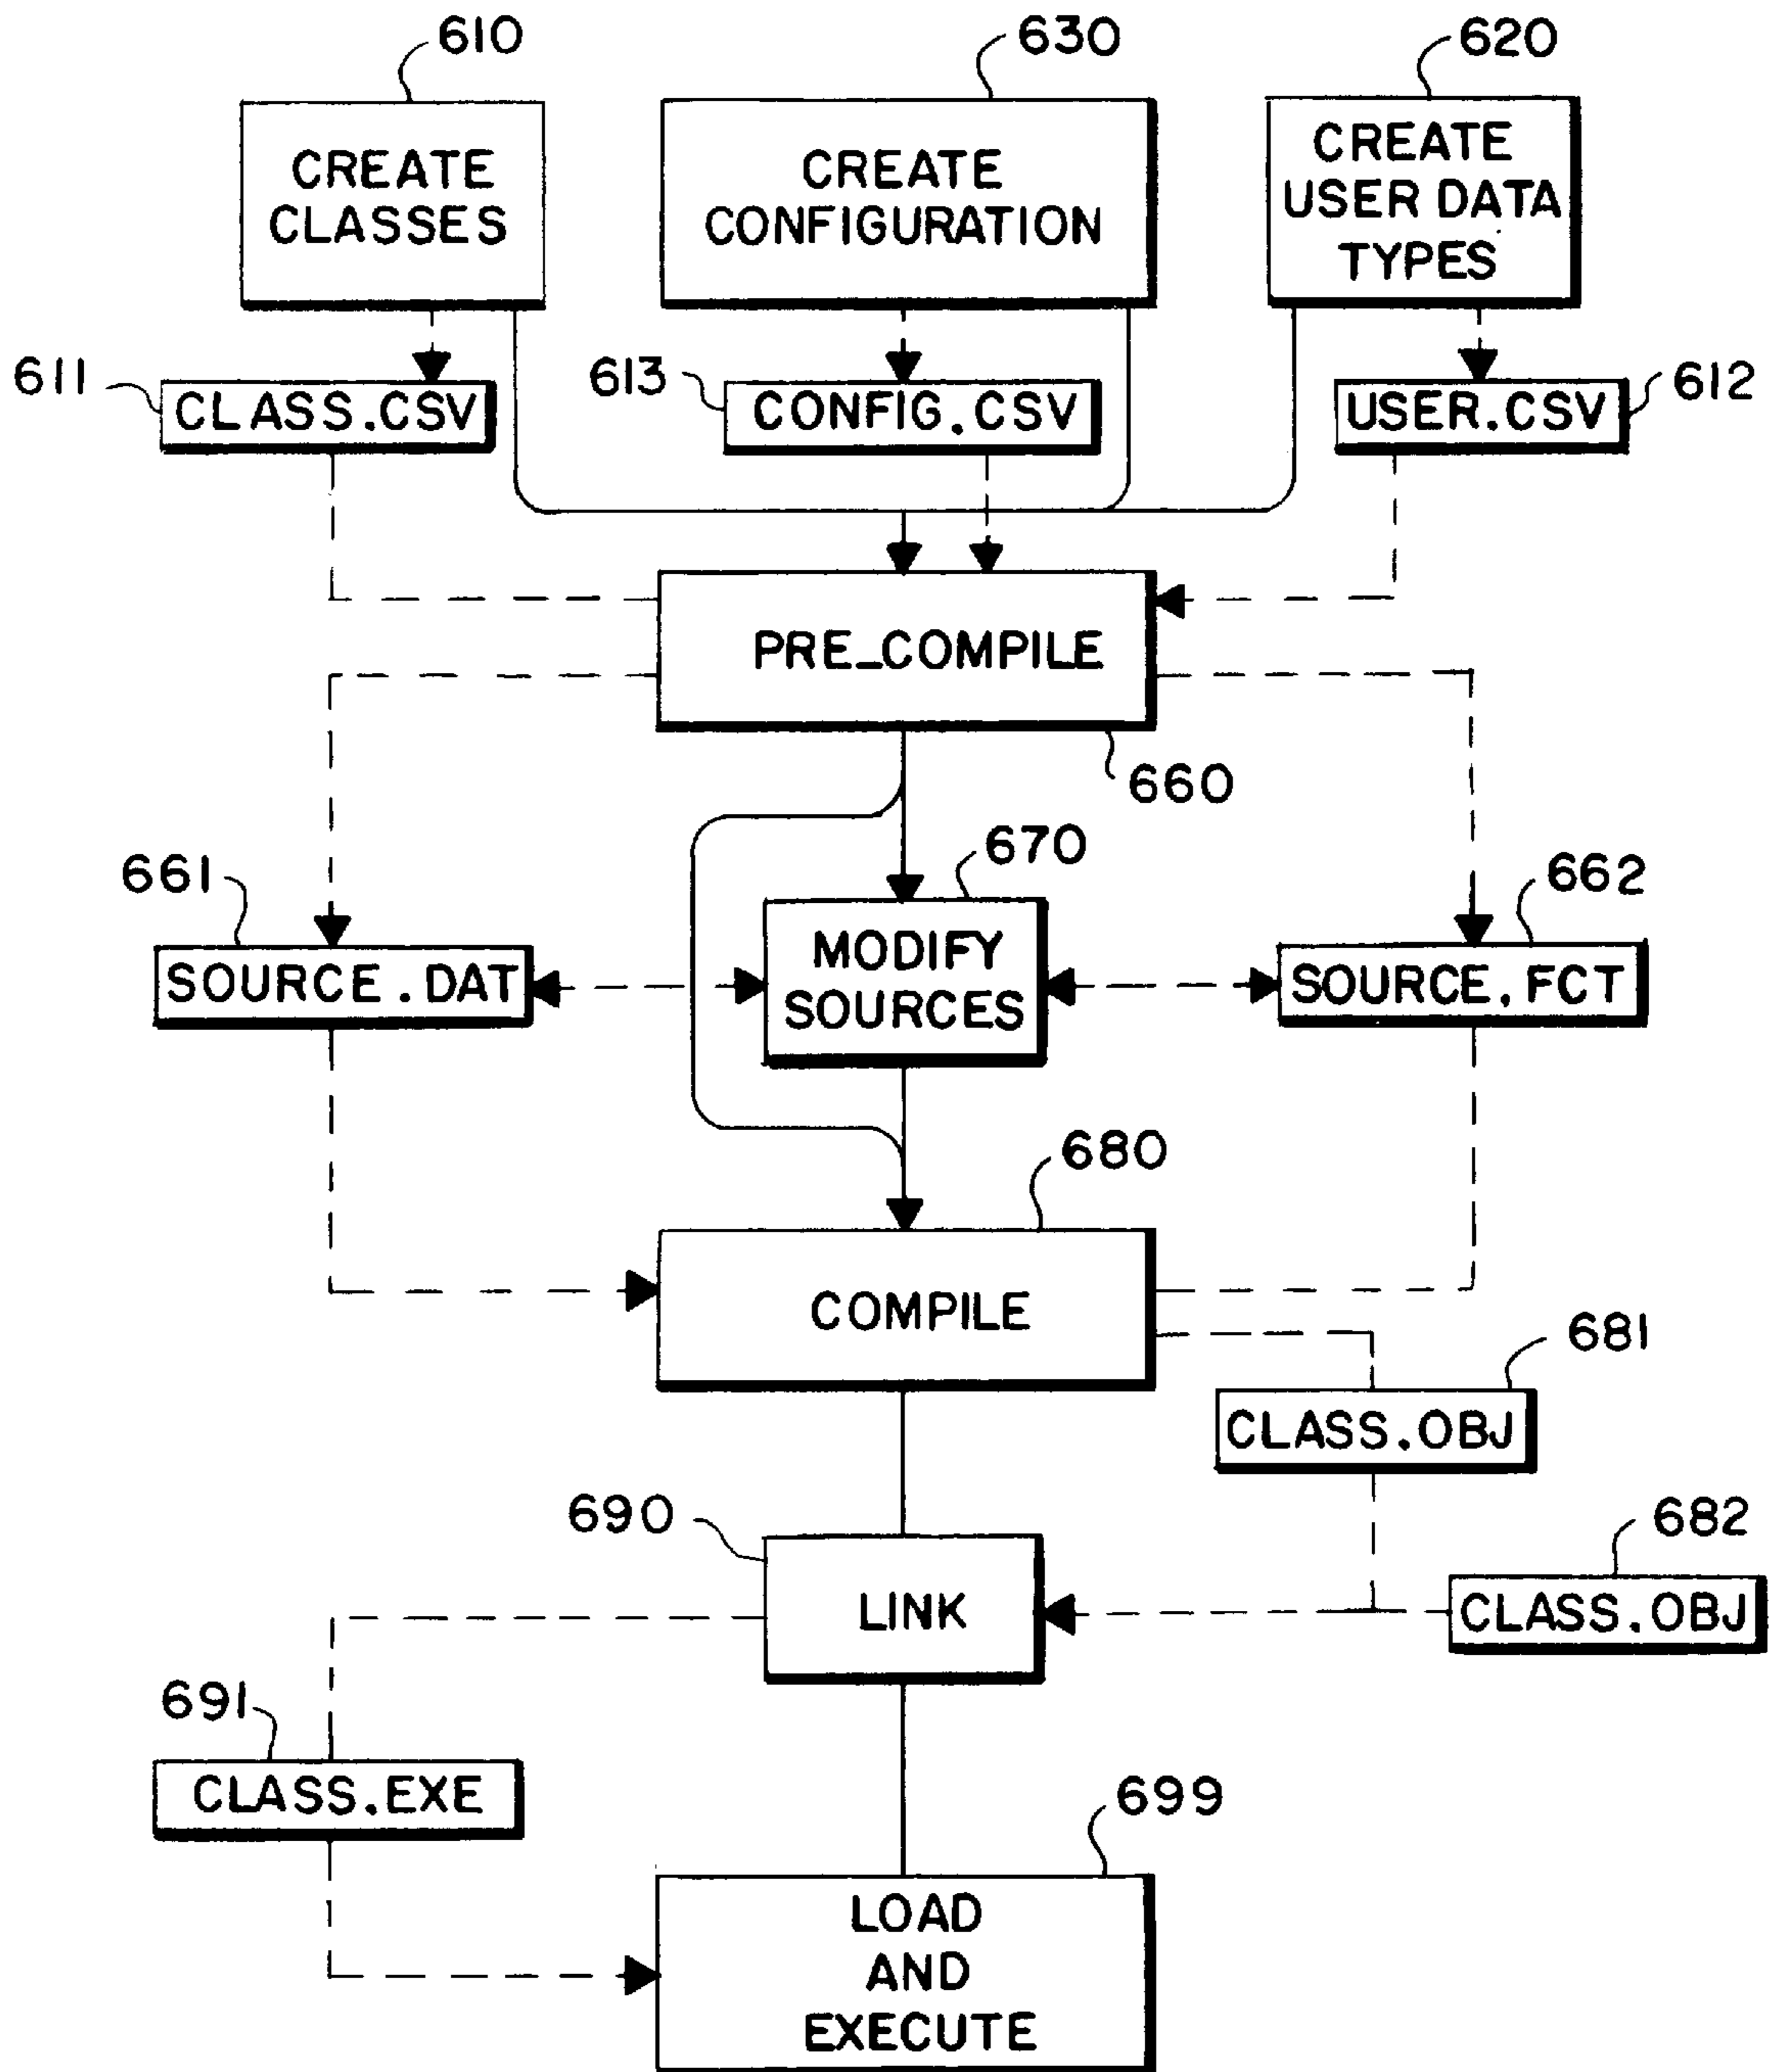 610
630
620
CREATE
CLASSES
CREATE
CONFIGURATION
CREATE
USER DATA
TYPES
611
CLASS.CSV
613
CONFIG.CSV
USER.CSV
612
PRE_COMPILE
660
670
661
662
SOURCE.DAT
MODIFY
SOURCES
SOURCE.FCT
680
COMPILE
681
CLASS.OBJ
690
682
LINK
CLASS.OBJ
691
CLASS.EXE
699
LOAD
AND
EXECUTE